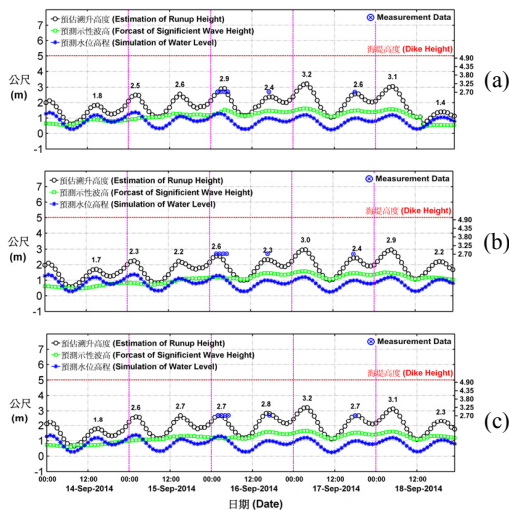 7
6
5
4
3
2
1
0
-1
公尺
(m)
預估溯升高度 (Estimation of Runup Height)
預測示性波高 (Forcast of Significant Wave Height)
預測水位高程 (Simulation of Water Level)
Measurement Data
海堤高度 (Dike Height)
1.8
2.5
2.6
2.9
2.4
3.2
2.6
3.1
1.4
4.90
4.35
3.90
3.20
2.70
(a)
7
6
5
4
3
2
1
0
-1
公尺
(m)
預估溯升高度 (Estimation of Runup Height)
預測示性波高 (Forcast of Significant Wave Height)
預測水位高程 (Simulation of Water Level)
Measurement Data
海堤高度 (Dike Height)
1.7
2.3
2.2
2.6
2.3
3.0
2.4
2.9
2.2
4.90
4.35
3.90
3.20
2.70
(b)
7
6
5
4
3
2
1
0
-1
公尺
(m)
預估溯升高度 (Estimation of Runup Height)
預測示性波高 (Forcast of Significant Wave Height)
預測水位高程 (Simulation of Water Level)
Measurement Data
海堤高度 (Dike Height)
1.8
2.6
2.7
2.7
2.8
3.2
2.7
3.1
2.3
4.90
4.35
3.90
3.20
2.70
(c)
00:00 12:00 00:00 12:00 00:00 12:00 00:00 12:00 00:00 12:00
14-Sep-2014 15-Sep-2014 16-Sep-2014 17-Sep-2014 18-Sep-2014
日期 (Date)